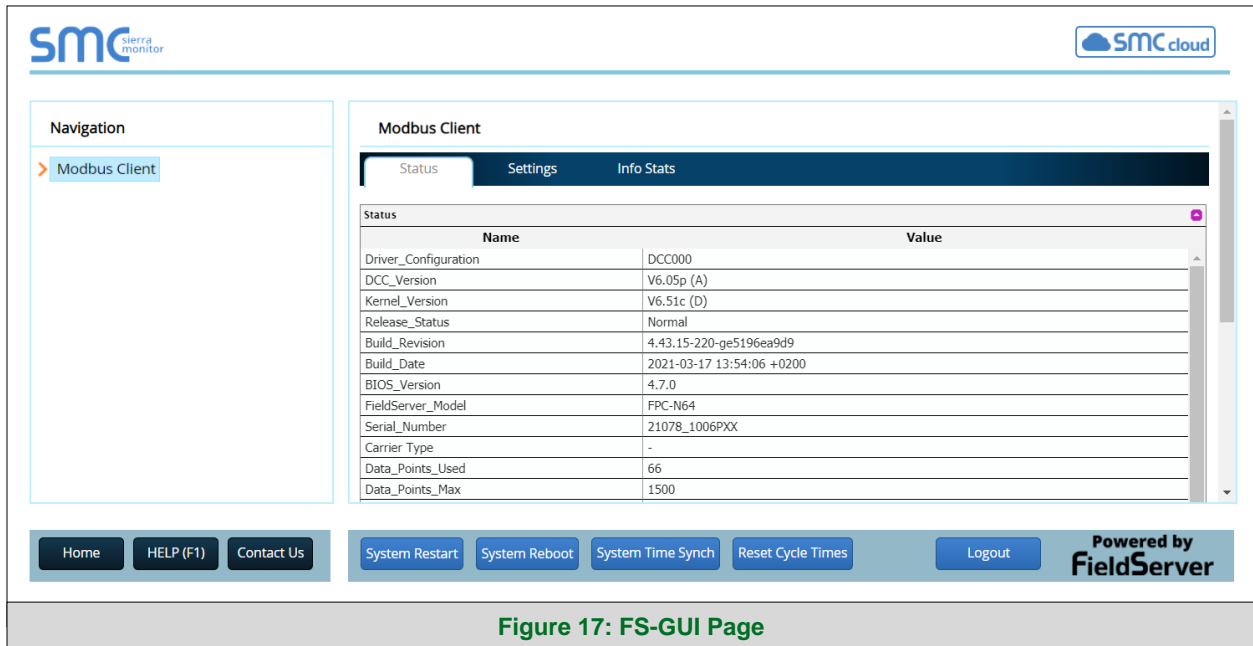 SMC sierra monitor
SMC cloud
Navigation
Modbus Client
Modbus Client
Status Settings Info Stats
Status
Name Value
Driver_Configuration DCC000
DCC_Version V6.05p (A)
Kernel_Version V6.51c (D)
Release_Status Normal
Build_Revision 4.43.15-220-ge5196ea9d9
Build_Date 2021-03-17 13:54:06 +0200
BIOS_Version 4.7.0
FieldServer_Model FPC-N64
Serial_Number 21078_1006PXX
Carrier Type -
Data_Points_Used 66
Data_Points_Max 1500
Home HELP (F1) Contact Us
System Restart System Reboot System Time Synch Reset Cycle Times Logout
Powered by
FieldServer
Figure 17: FS-GUI Page